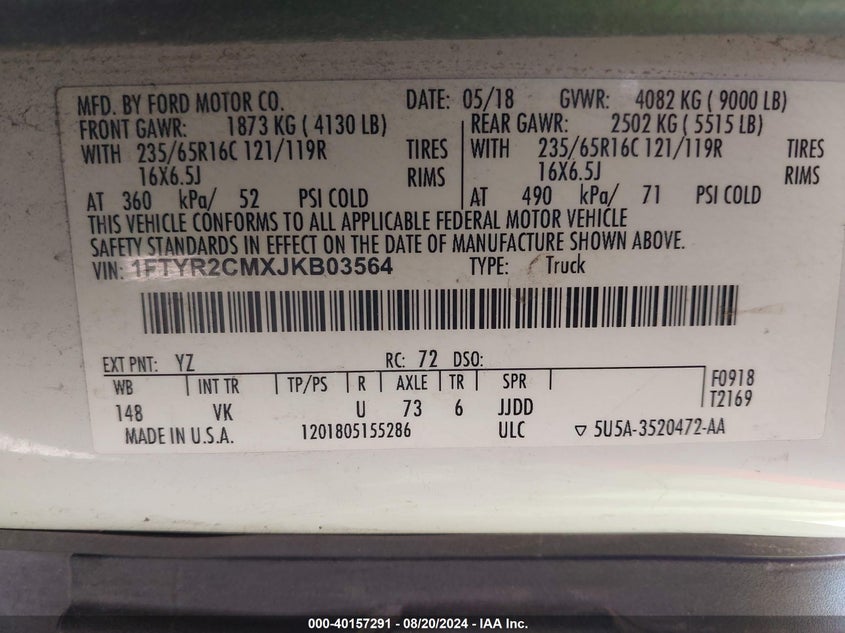 MFD. BY FORD MOTOR CO. DATE: 05/18 GVWR: 4082 KG ( 9000 LB)
FRONT GAWR: 1873 KG ( 4130 LB) REAR GAWR: 2502 KG ( 5515 LB)
WITH 235/65R16C 121/119R TIRES WITH 235/65R16C 121/119R TIRES
16X6.5J RIMS 16X6.5J RIMS
AT 360 kPa/ 52 PSI COLD AT 490 kPa/ 71 PSI COLD
THIS VEHICLE CONFORMS TO ALL APPLICABLE FEDERAL MOTOR VEHICLE
SAFETY STANDARDS IN EFFECT ON THE DATE OF MANUFACTURE SHOWN ABOVE.
VIN: 1FTYR2CMXJKB03564 TYPE: Truck
EXT PNT: YZ RC: 72 DSO:
WB INT TR TP/PS R AXLE TR SPR F0918
148 VK U 73 6 JJDD T2169
MADE IN U.S.A. 1201805155286 ULC ▽ 5U5A-3520472-AA
000-40157291 - 08/20/2024 - IAA Inc.